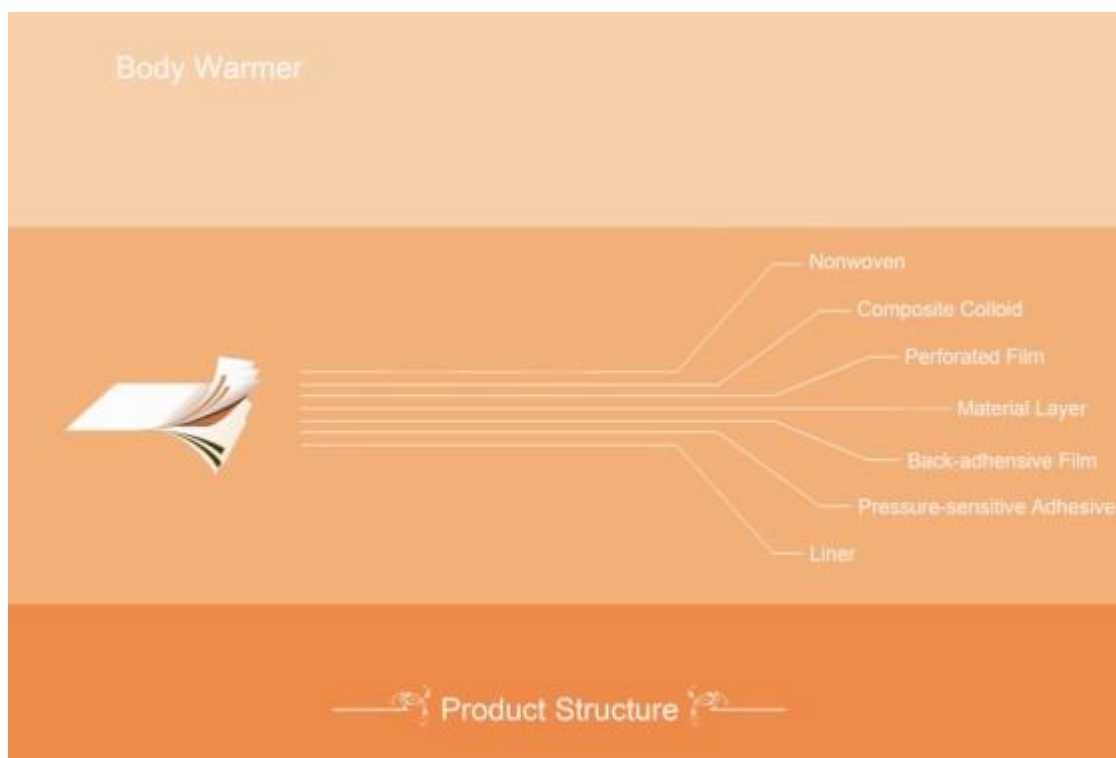 Body Warmer
Nonwoven
Composite Colloid
Perforated Film
Material Layer
Back-adhensive Film
Pressure-sensitive Adhesive
Liner
Product Structure